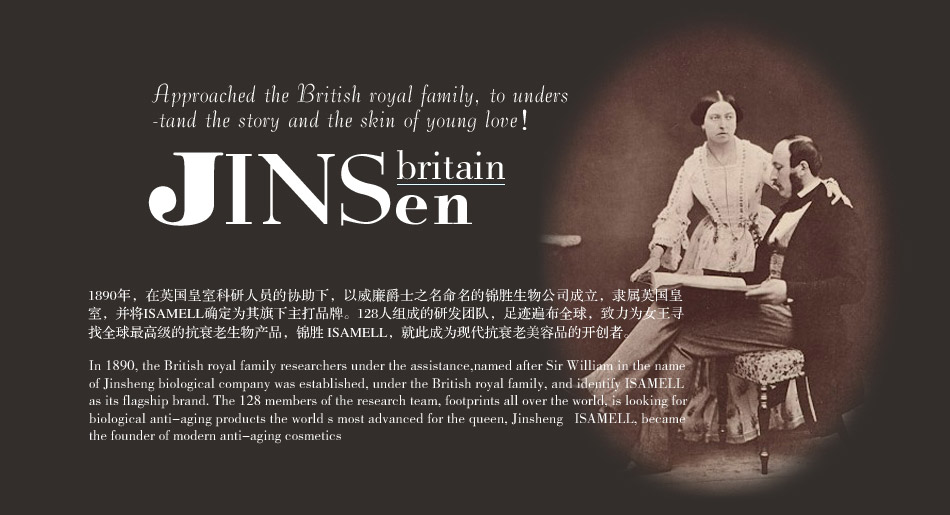 Approached the British royal family, to unders
-tand the story and the skin of young love!
JINS britain
en
1890年，在英国皇室科研人员的协助下，以威廉爵士之名命名的锦胜生物公司成立，隶属英国皇
室，并将ISAMELL确定为其旗下主打品牌。128人组成的研发团队，足迹遍布全球，致力为女王寻
找全球最高级的抗衰老生物产品，锦胜 ISAMELL，就此成为现代抗衰老美容品的开创者。
In 1890, the British royal family researchers under the assistance,named after Sir William in the name
of Jinsheng biological company was established, under the British royal family, and identify ISAMELL
as its flagship brand. The 128 members of the research team, footprints all over the world, is looking for
biological anti-aging products the world s most advanced for the queen, Jinsheng ISAMELL, became
the founder of modern anti-aging cosmetics